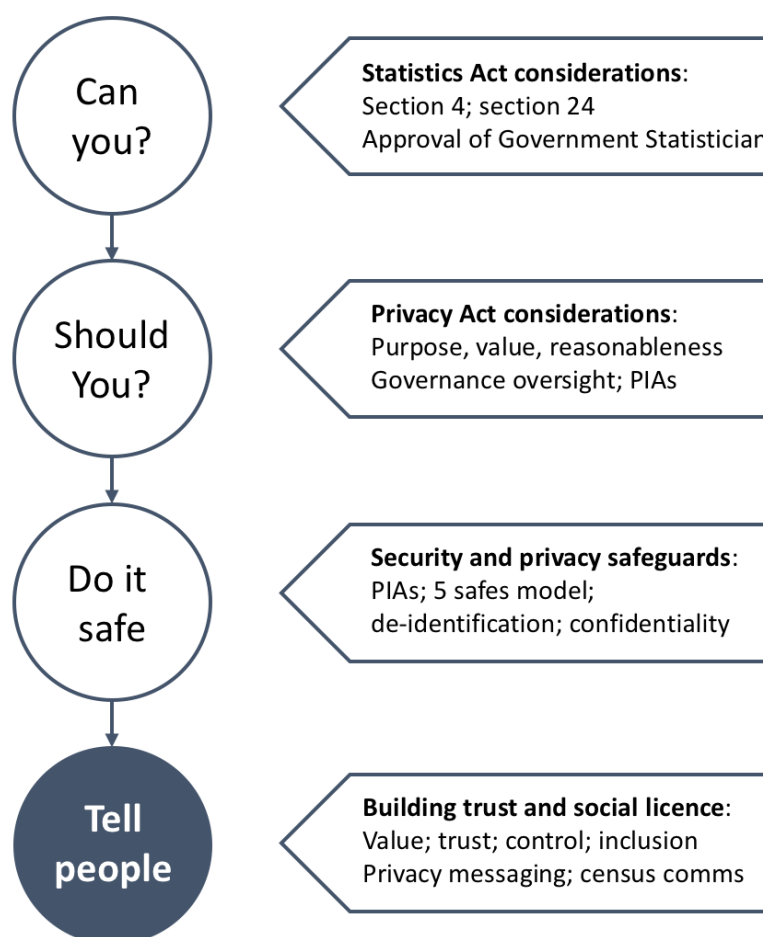 Can
you?
Statistics Act considerations:
Section 4; section 24
Approval of Government Statistician
Should
You?
Privacy Act considerations:
Purpose, value, reasonableness
Governance oversight; PIAs
Do it
safe
Security and privacy safeguards:
PIAs; 5 safes model;
de-identification; confidentiality
Tell
people
Building trust and social licence:
Value; trust; control; inclusion
Privacy messaging; census comms